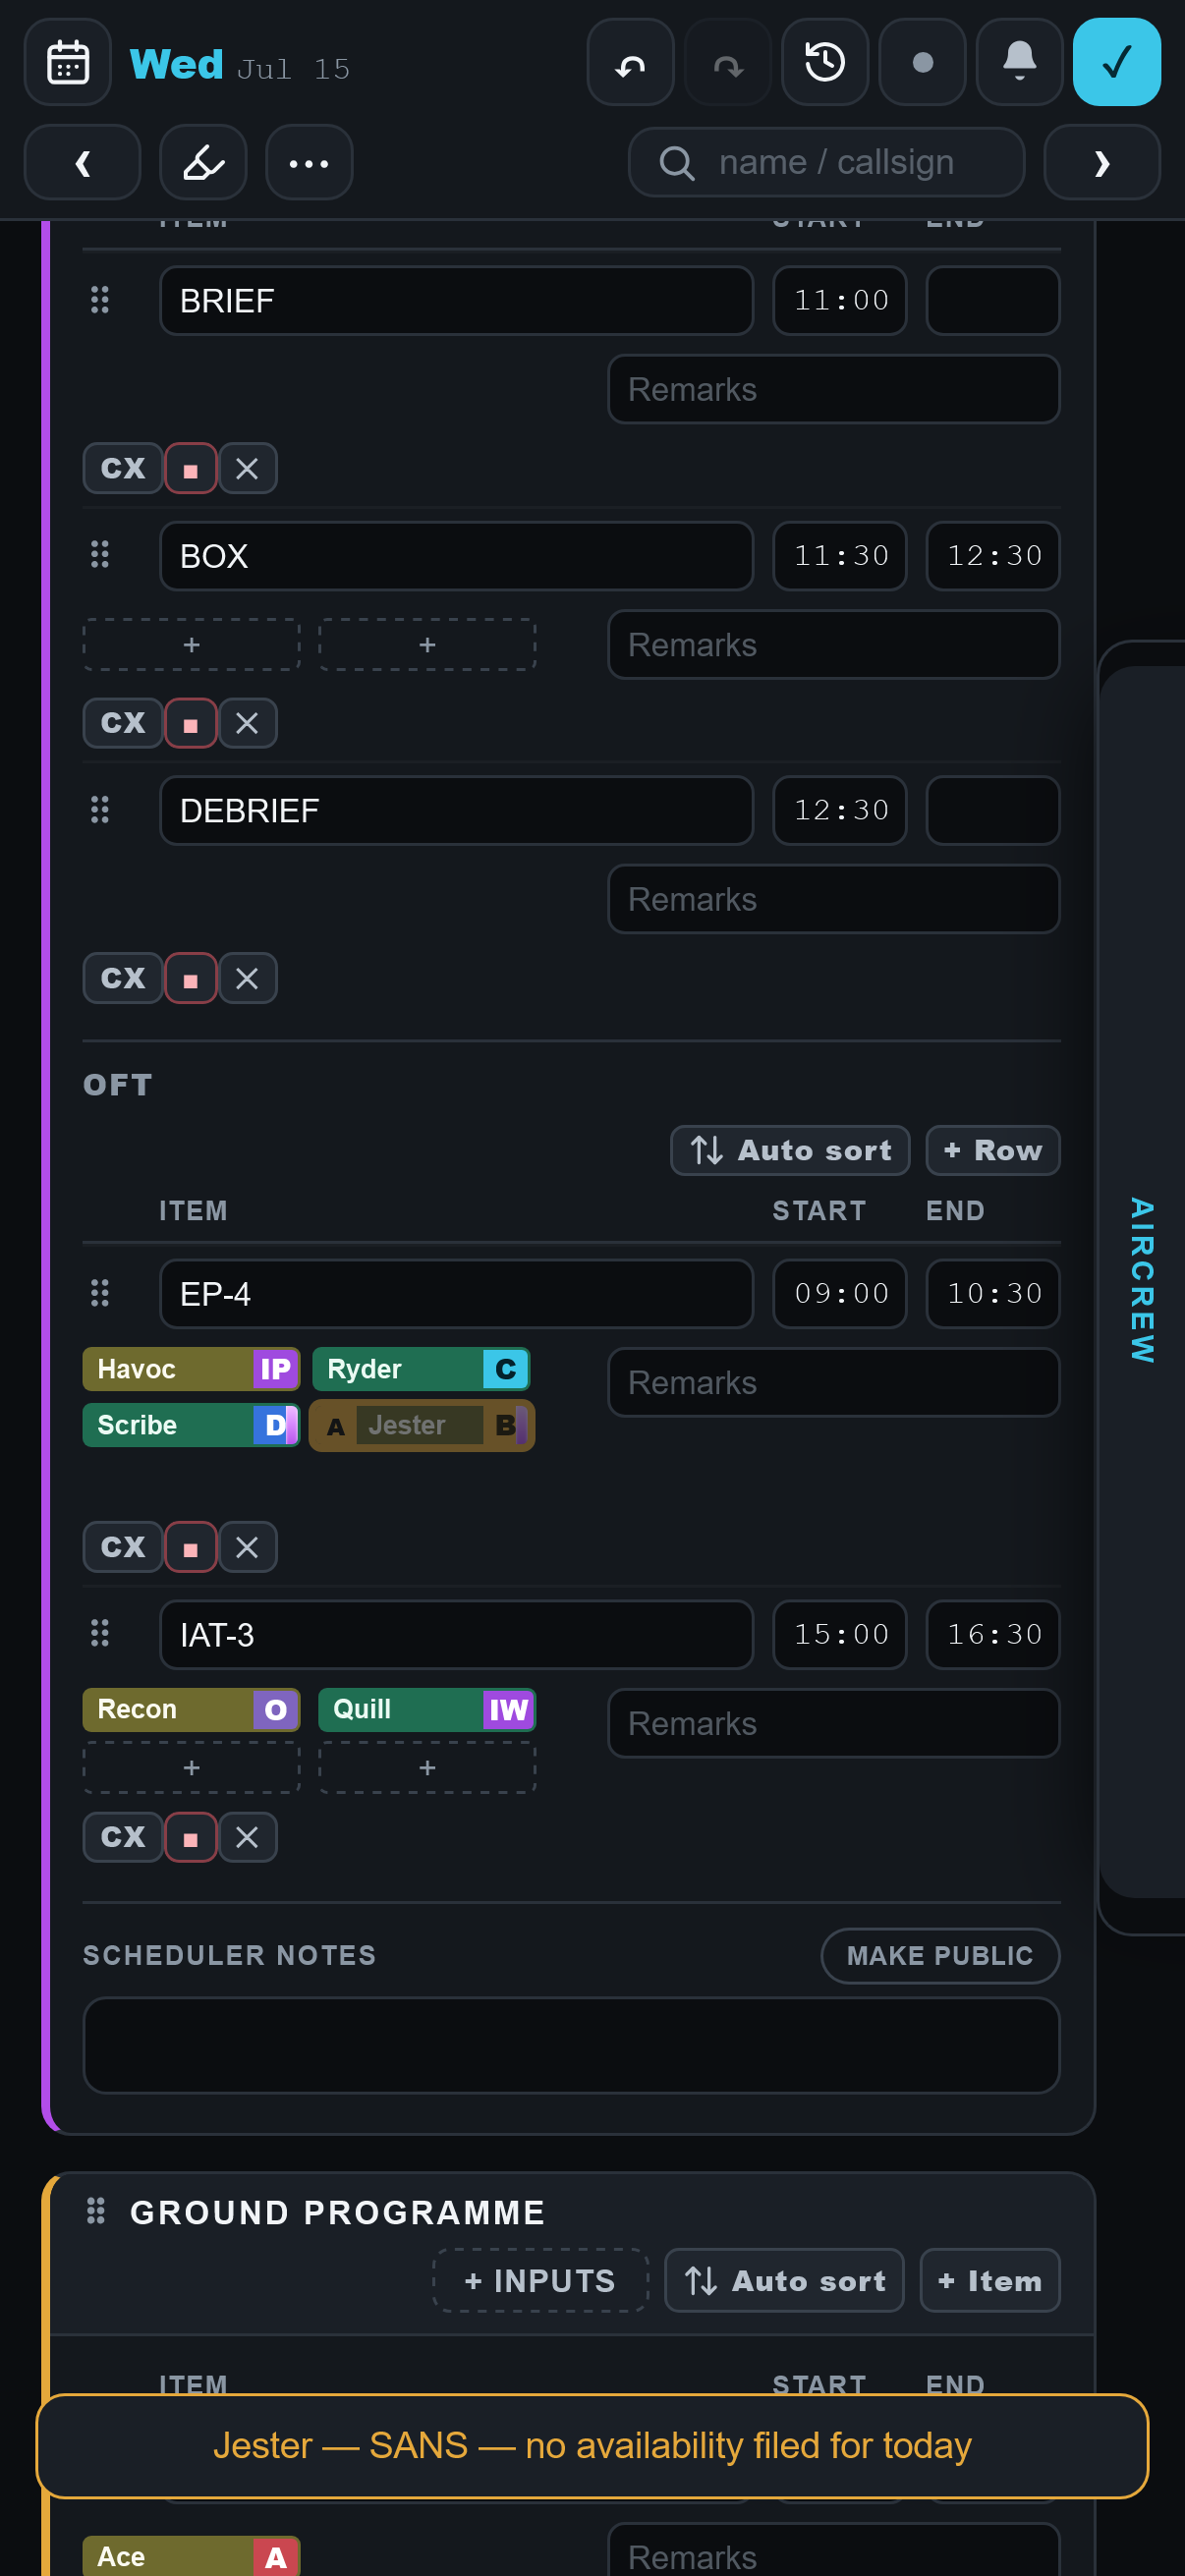 Wed Jul 15
name / callsign
ITEM START END
BRIEF 11:00
Remarks
CX
BOX 11:30 12:30
+ + Remarks
CX
DEBRIEF 12:30
Remarks
CX
OFT
Auto sort + Row
ITEM START END
EP-4 09:00 10:30
Havoc IP Ryder C Remarks
Scribe D A Jester B
CX
IAT-3 15:00 16:30
Recon O Quill IW Remarks
+ +
CX
AIRCREW
SCHEDULER NOTES MAKE PUBLIC
GROUND PROGRAMME
+ INPUTS Auto sort + Item
ITEM START END
Jester — SANS — no availability filed for today
Ace A Remarks